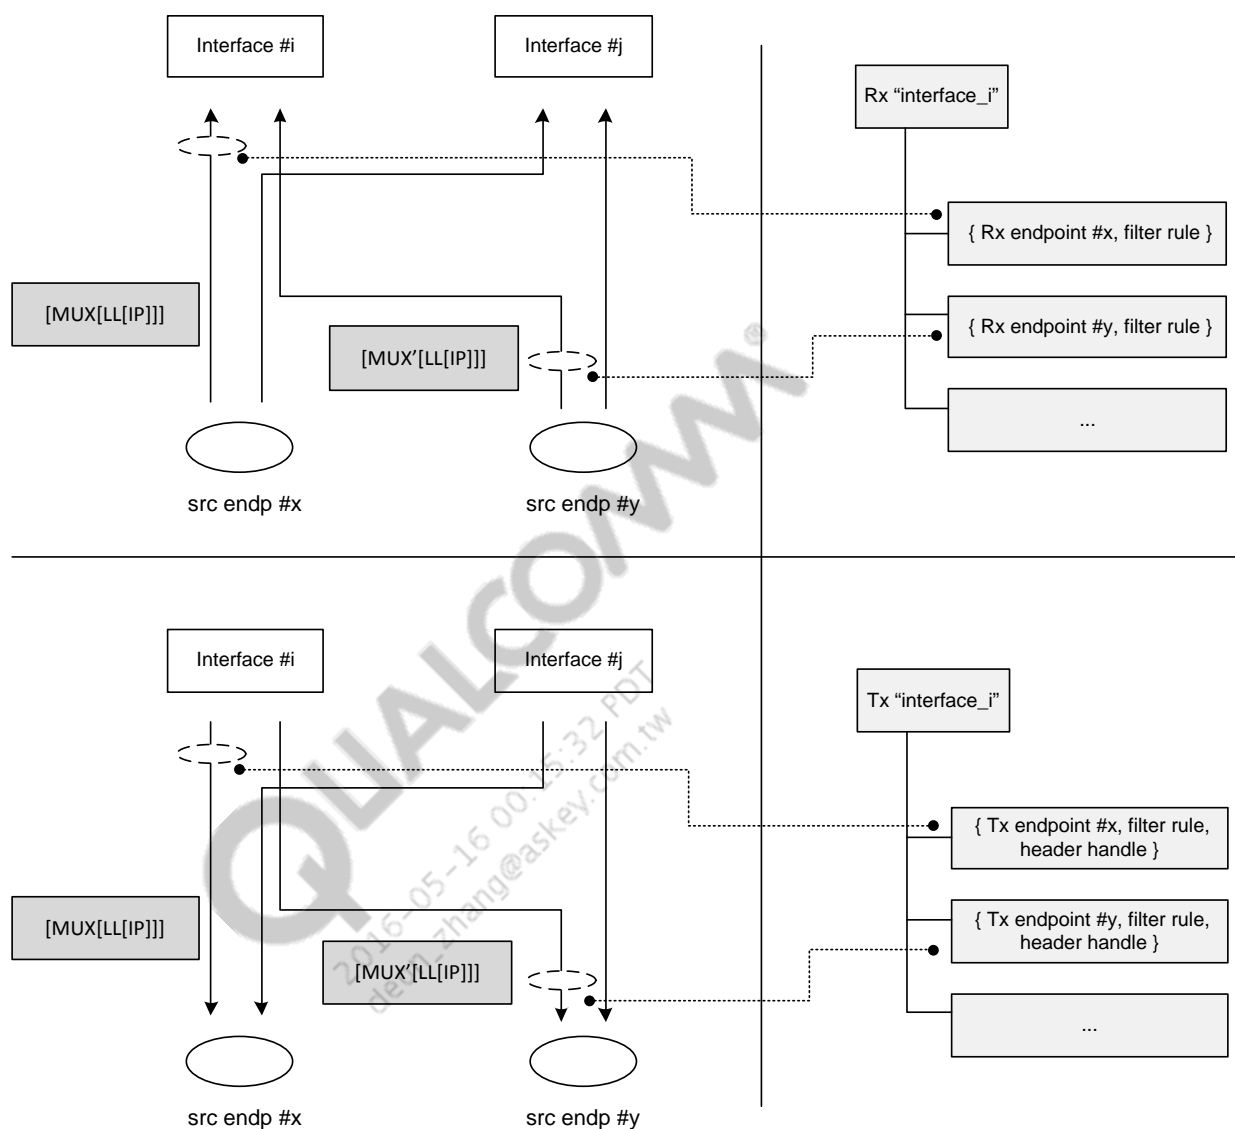 Interface #i
Interface #j
Rx “interface_i”
{ Rx endpoint #x, filter rule }
[MUX[LL[IP]]]
{ Rx endpoint #y, filter rule }
[MUX’[LL[IP]]]
...
src endp #x
src endp #y
QUALCOMM®
2016-05-16 00:15:32 PDT
deon_zhang@askey.com.tw
Interface #i
Interface #j
Tx “interface_i”
{ Tx endpoint #x, filter rule,
header handle }
[MUX[LL[IP]]]
{ Tx endpoint #y, filter rule,
header handle }
[MUX’[LL[IP]]]
...
src endp #x
src endp #y